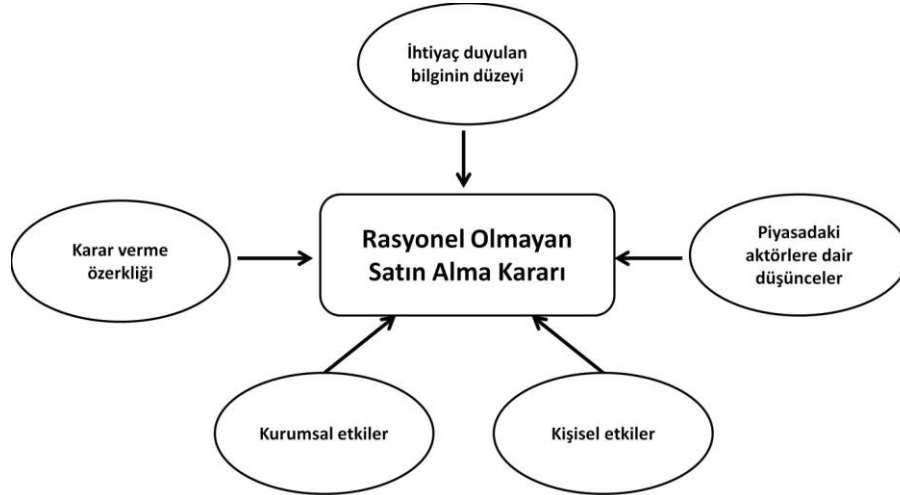 İhtiyaç duyulan
bilginin düzeyi
Karar verme
özerkliği
Rasyonel Olmayan
Satın Alma Kararı
Piyasadaki
aktörlere dair
düşünceler
Kurumsal etkiler
Kişisel etkiler